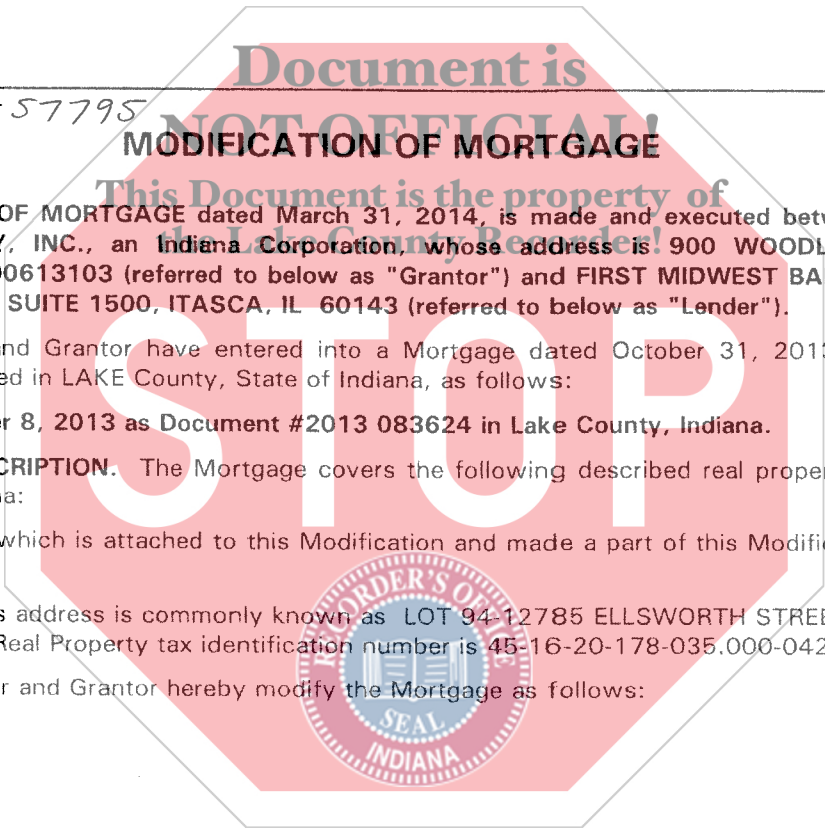 Document is
57795
NOT OFFICIAL!
MODIFICATION OF MORTGAGE
This Document is the property of
OF MORTGAGE dated March 31, 2014, is made and executed betw
the Lake County Recorder!
Y, INC., an Indiana Corporation, whose address is 900 WOODL
00613103 (referred to below as "Grantor") and FIRST MIDWEST BA
SUITE 1500, ITASCA, IL 60143 (referred to below as "Lender").
nd Grantor have entered into a Mortgage dated October 31, 2013
ed in LAKE County, State of Indiana, as follows:
r 8, 2013 as Document #2013 083624 in Lake County, Indiana.
STOP
CRIPTION. The Mortgage covers the following described real proper
na:
which is attached to this Modification and made a part of this Modific
s address is commonly known as LOT 94-12785 ELLSWORTH STREE
Real Property tax identification number is 45-16-20-178-035.000-042
r and Grantor hereby modify the Mortgage as follows:
RECORDER'S OFFICE
SEAL
INDIANA